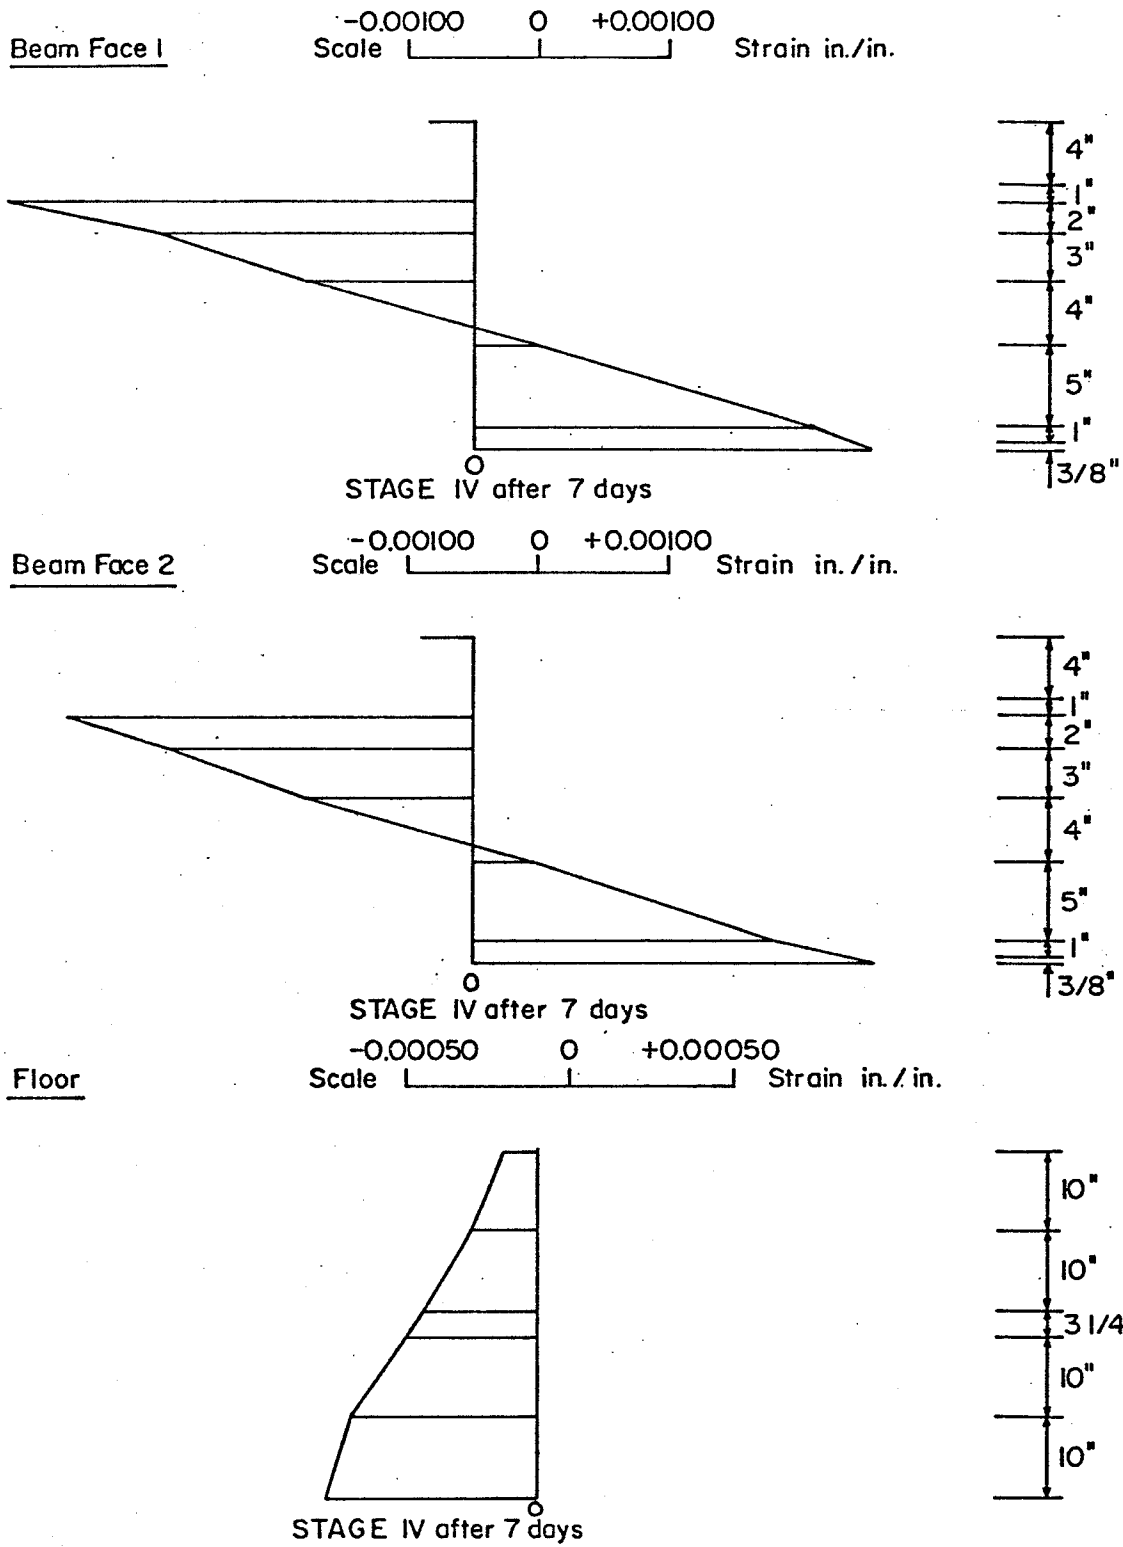 -0.00100 0 +0.00100
Beam Face 1 Scale Strain in./in.
4"
1"
2"
3"
4"
5"
1"
3/8"
0
STAGE IV after 7 days
-0.00100 0 +0.00100
Beam Face 2 Scale Strain in./in.
4"
1"
2"
3"
4"
5"
1"
3/8"
0
STAGE IV after 7 days
-0.00050 0 +0.00050
Floor Scale Strain in./in.
10"
10"
3 1/4
10"
10"
0
STAGE IV after 7 days